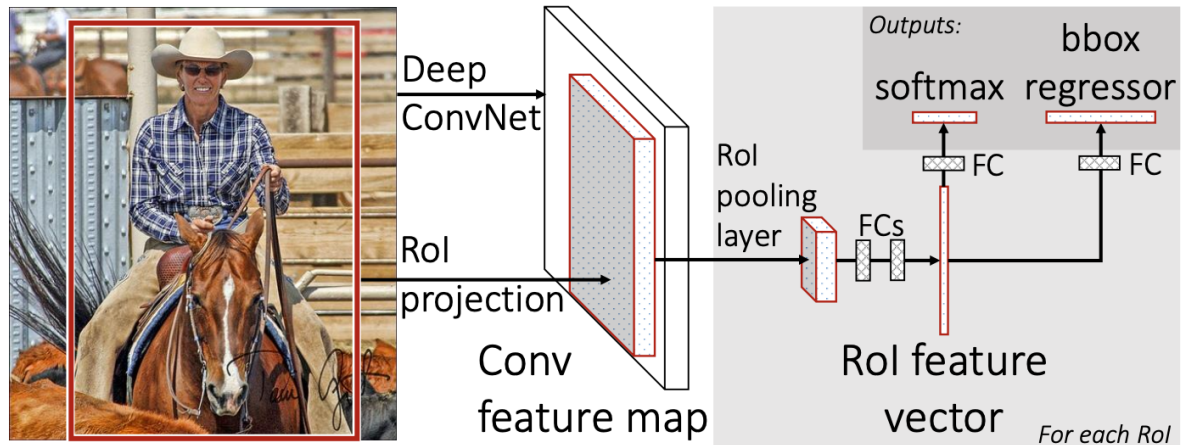 Deep
ConvNet
RoI
projection
Conv
feature map
RoI
pooling
layer
FCs
RoI feature
vector
Outputs:
softmax
bbox
regressor
FC
FC
For each RoI